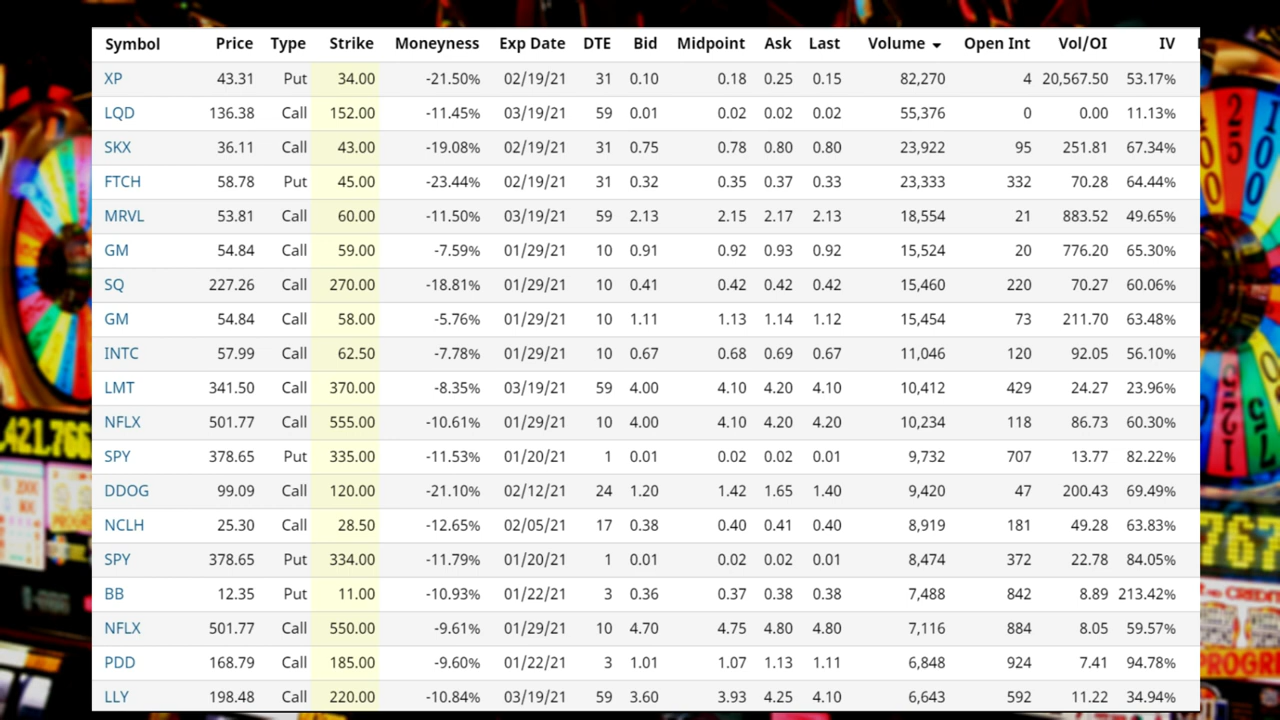 Symbol Price Type Strike Moneyness Exp Date DTE Bid Midpoint Ask Last Volume Open Int Vol/OI IV
XP 43.31 Put 34.00 -21.50% 02/19/21 31 0.10 0.18 0.25 0.15 82,270 4 20,567.50 53.17%
LQD 136.38 Call 152.00 -11.45% 03/19/21 59 0.01 0.02 0.02 0.02 55,376 0 0.00 11.13%
SKX 36.11 Call 43.00 -19.08% 02/19/21 31 0.75 0.78 0.80 0.80 23,922 95 251.81 67.34%
FTCH 58.78 Put 45.00 -23.44% 02/19/21 31 0.32 0.35 0.37 0.33 23,333 332 70.28 64.44%
MRVL 53.81 Call 60.00 -11.50% 03/19/21 59 2.13 2.15 2.17 2.13 18,554 21 883.52 49.65%
GM 54.84 Call 59.00 -7.59% 01/29/21 10 0.91 0.92 0.93 0.92 15,524 20 776.20 65.30%
SQ 227.26 Call 270.00 -18.81% 01/29/21 10 0.41 0.42 0.42 0.42 15,460 220 70.27 60.06%
GM 54.84 Call 58.00 -5.76% 01/29/21 10 1.11 1.13 1.14 1.12 15,454 73 211.70 63.48%
INTC 57.99 Call 62.50 -7.78% 01/29/21 10 0.67 0.68 0.69 0.67 11,046 120 92.05 56.10%
LMT 341.50 Call 370.00 -8.35% 03/19/21 59 4.00 4.10 4.20 4.10 10,412 429 24.27 23.96%
NFLX 501.77 Call 555.00 -10.61% 01/29/21 10 4.00 4.10 4.20 4.20 10,234 118 86.73 60.30%
SPY 378.65 Put 335.00 -11.53% 01/20/21 1 0.01 0.02 0.02 0.01 9,732 707 13.77 82.22%
DDOG 99.09 Call 120.00 -21.10% 02/12/21 24 1.20 1.42 1.65 1.40 9,420 47 200.43 69.49%
NCLH 25.30 Call 28.50 -12.65% 02/05/21 17 0.38 0.40 0.41 0.40 8,919 181 49.28 63.83%
SPY 378.65 Put 334.00 -11.79% 01/20/21 1 0.01 0.02 0.02 0.01 8,474 372 22.78 84.05%
BB 12.35 Put 11.00 -10.93% 01/22/21 3 0.36 0.37 0.38 0.38 7,488 842 8.89 213.42%
NFLX 501.77 Call 550.00 -9.61% 01/29/21 10 4.70 4.75 4.80 4.80 7,116 884 8.05 59.57%
PDD 168.79 Call 185.00 -9.60% 01/22/21 3 1.01 1.07 1.13 1.11 6,848 924 7.41 94.78%
LLY 198.48 Call 220.00 -10.84% 03/19/21 59 3.60 3.93 4.25 4.10 6,643 592 11.22 34.94%
.421.766
767